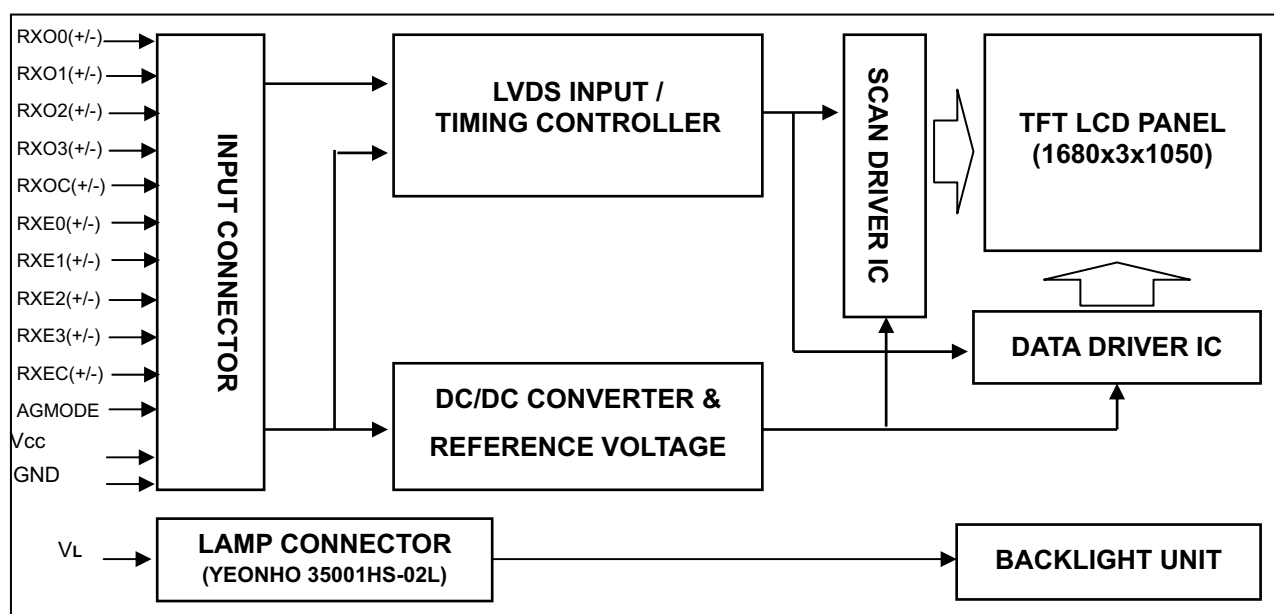 RXO0(+/-)
RXO1(+/-)
RXO2(+/-)
RXO3(+/-)
RXOC(+/-)
RXE0(+/-)
RXE1(+/-)
RXE2(+/-)
RXE3(+/-)
RXEC(+/-)
AGMODE
Vcc
GND
VL
INPUT CONNECTOR
LVDS INPUT /
TIMING CONTROLLER
DC/DC CONVERTER &
REFERENCE VOLTAGE
SCAN DRIVER IC
TFT LCD PANEL
(1680x3x1050)
DATA DRIVER IC
LAMP CONNECTOR
(YEONHO 35001HS-02L)
BACKLIGHT UNIT